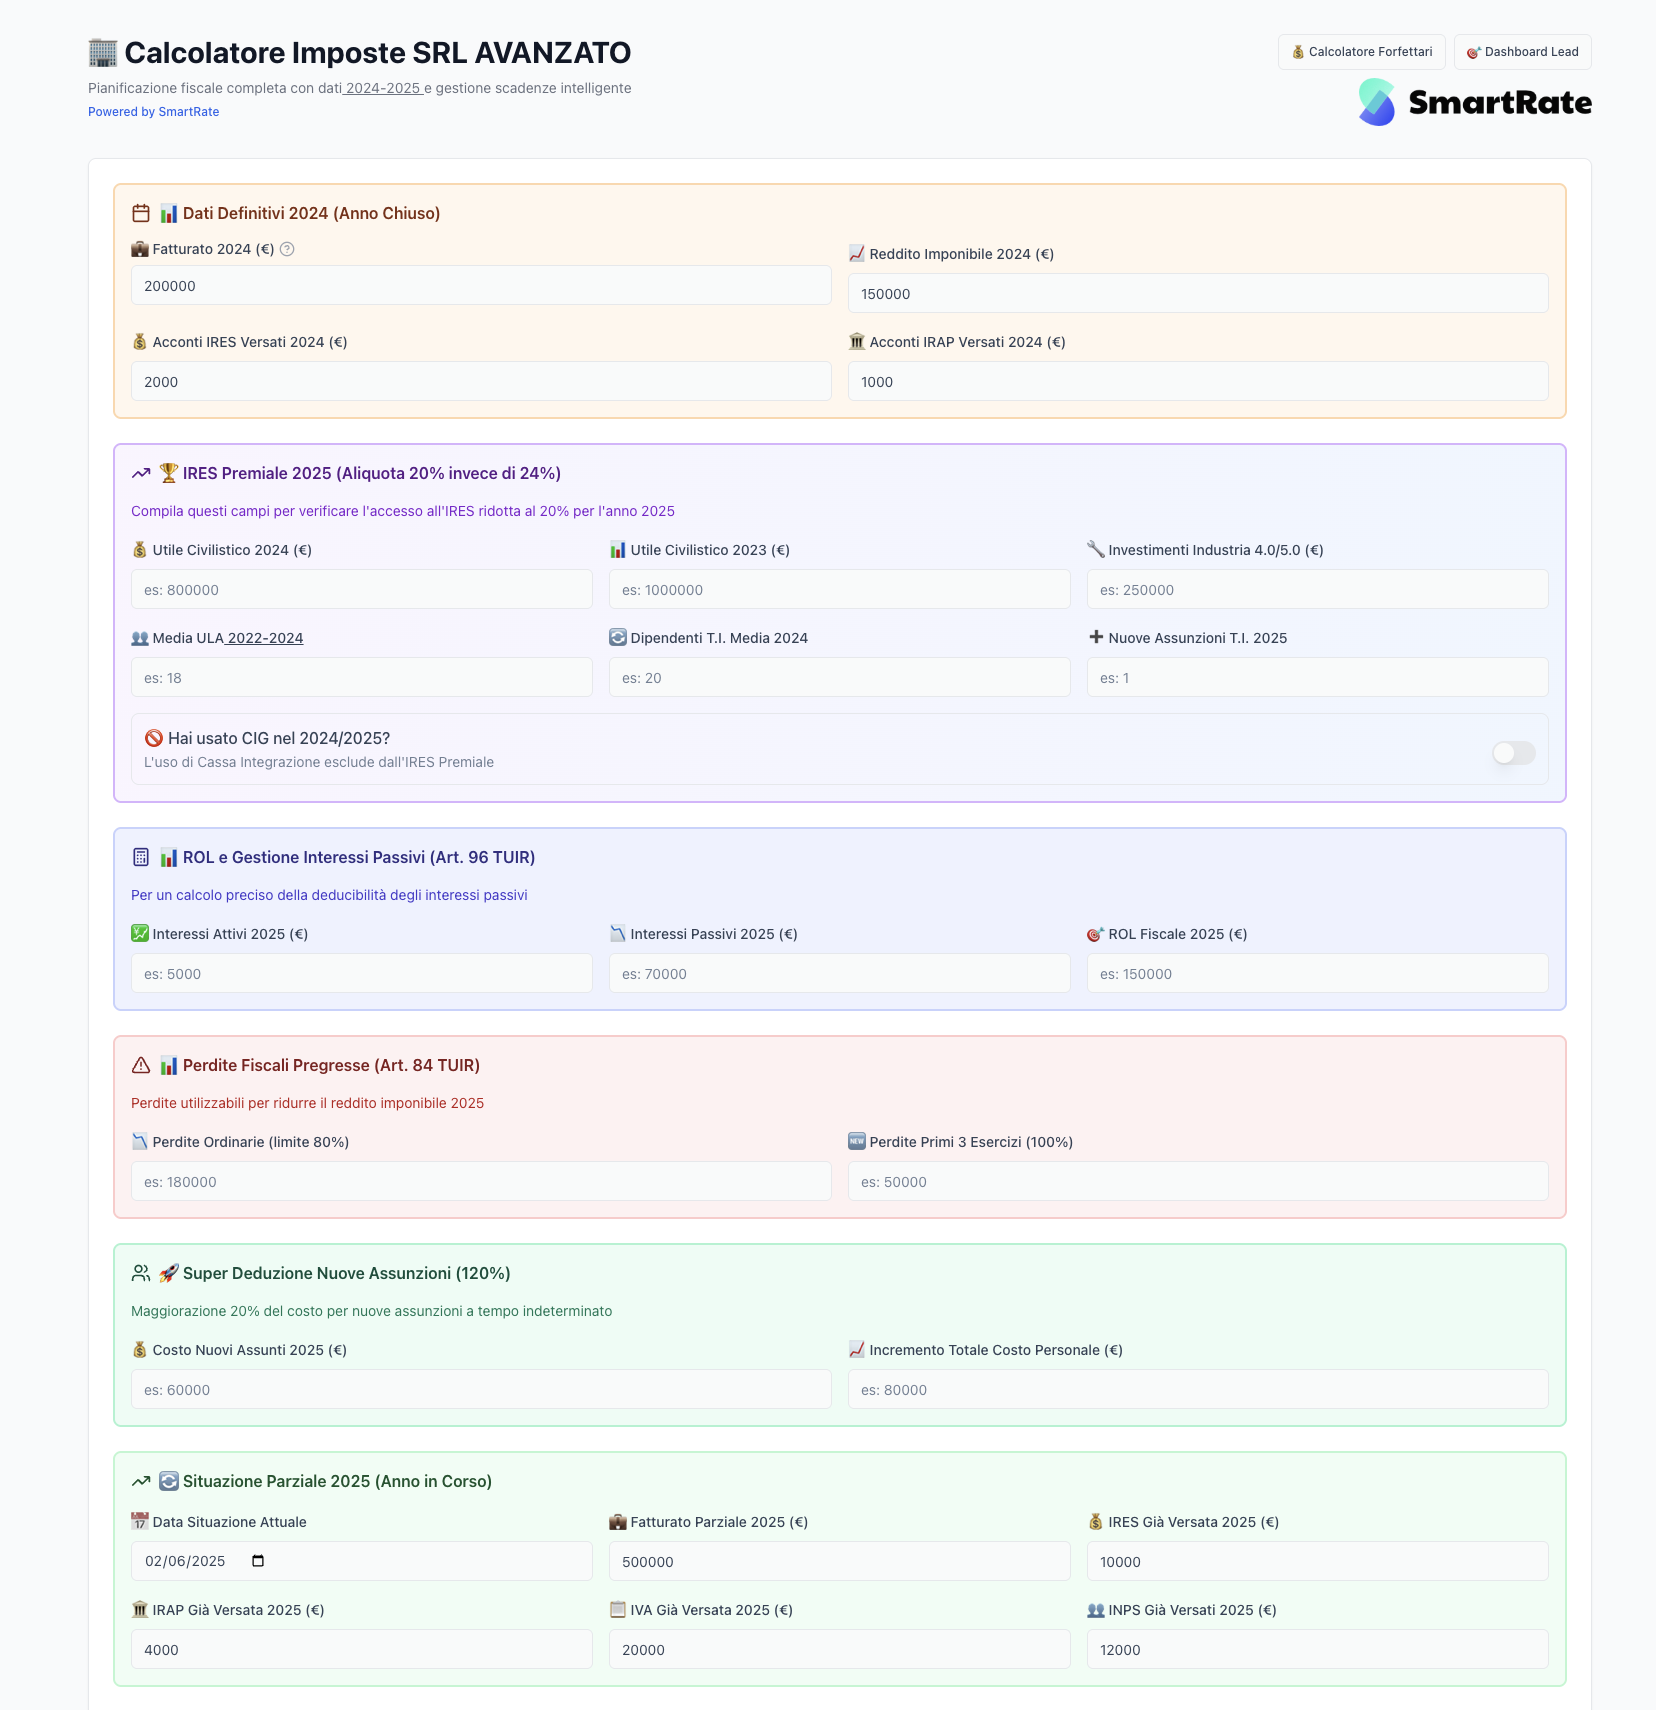 🏢 Calcolatore Imposte SRL AVANZATO
Pianificazione fiscale completa con dati 2024-2025 e gestione scadenze intelligente
Powered by SmartRate
💰 Calcolatore Forfettari
🎯 Dashboard Lead
SmartRate
📊 Dati Definitivi 2024 (Anno Chiuso)
💼 Fatturato 2024 (€) ?
📈 Reddito Imponibile 2024 (€)
200000
150000
💰 Acconti IRES Versati 2024 (€)
🏛️ Acconti IRAP Versati 2024 (€)
2000
1000
🏆 IRES Premiale 2025 (Aliquota 20% invece di 24%)
Compila questi campi per verificare l'accesso all'IRES ridotta al 20% per l'anno 2025
💰 Utile Civilistico 2024 (€)
📊 Utile Civilistico 2023 (€)
🔧 Investimenti Industria 4.0/5.0 (€)
es: 800000
es: 1000000
es: 250000
👥 Media ULA 2022-2024
🔄 Dipendenti T.I. Media 2024
➕ Nuove Assunzioni T.I. 2025
es: 18
es: 20
es: 1
🚫 Hai usato CIG nel 2024/2025?
L'uso di Cassa Integrazione esclude dall'IRES Premiale
📊 ROL e Gestione Interessi Passivi (Art. 96 TUIR)
Per un calcolo preciso della deducibilità degli interessi passivi
💹 Interessi Attivi 2025 (€)
📉 Interessi Passivi 2025 (€)
🎯 ROL Fiscale 2025 (€)
es: 5000
es: 70000
es: 150000
📊 Perdite Fiscali Pregresse (Art. 84 TUIR)
Perdite utilizzabili per ridurre il reddito imponibile 2025
📉 Perdite Ordinarie (limite 80%)
🆕 Perdite Primi 3 Esercizi (100%)
es: 180000
es: 50000
🚀 Super Deduzione Nuove Assunzioni (120%)
Maggiorazione 20% del costo per nuove assunzioni a tempo indeterminato
💰 Costo Nuovi Assunti 2025 (€)
📈 Incremento Totale Costo Personale (€)
es: 60000
es: 80000
🔄 Situazione Parziale 2025 (Anno in Corso)
📅 Data Situazione Attuale
💼 Fatturato Parziale 2025 (€)
💰 IRES Già Versata 2025 (€)
02/06/2025
500000
10000
🏛️ IRAP Già Versata 2025 (€)
📋 IVA Già Versata 2025 (€)
👥 INPS Già Versati 2025 (€)
4000
20000
12000